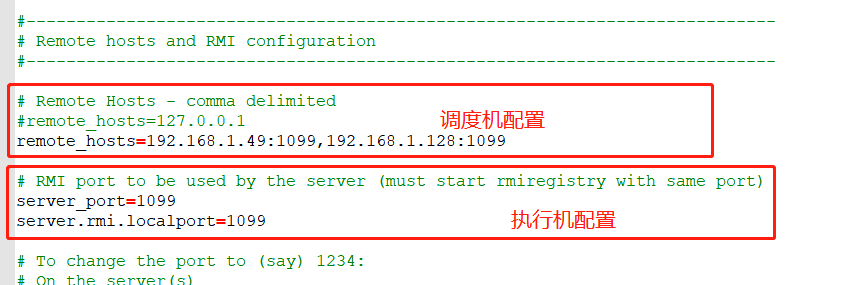 #---------------------------------------------------------------------------
# Remote hosts and RMI configuration
#---------------------------------------------------------------------------
# Remote Hosts - comma delimited
#remote_hosts=127.0.0.1
调度机配置
remote_hosts=192.168.1.49:1099,192.168.1.128:1099
# RMI port to be used by the server (must start rmiregistry with same port)
server_port=1099
server.rmi.localport=1099
执行机配置
# To change the port to (say) 1234:
# On the server(s)